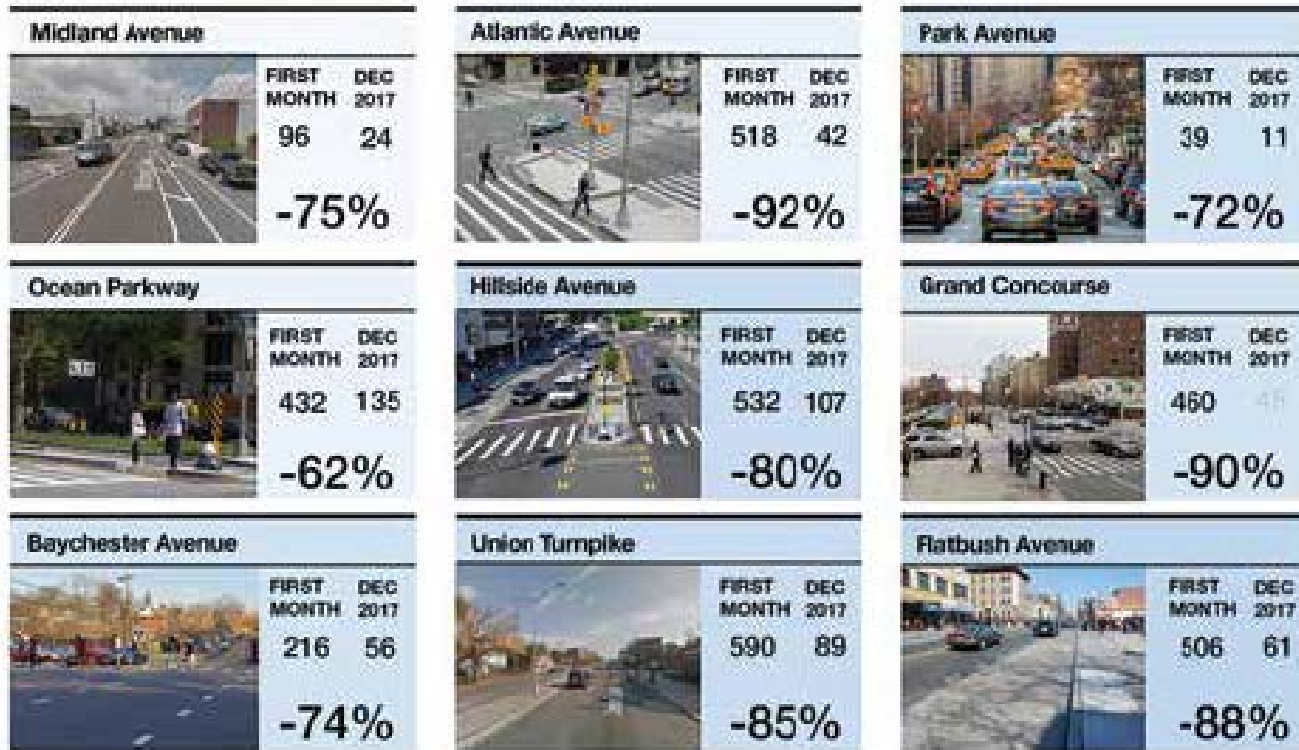 Midland Avenue
FIRST MONTH DEC 2017
96 24
-75%
Atlantic Avenue
FIRST MONTH DEC 2017
518 42
-92%
Park Avenue
FIRST MONTH DEC 2017
39 11
-72%
Ocean Parkway
FIRST MONTH DEC 2017
432 135
-62%
Hillside Avenue
FIRST MONTH DEC 2017
532 107
-80%
Grand Concourse
FIRST MONTH DEC 2017
460
-90%
Baychester Avenue
FIRST MONTH DEC 2017
216 56
-74%
Union Turnpike
FIRST MONTH DEC 2017
590 89
-85%
Flatbush Avenue
FIRST MONTH DEC 2017
506 61
-88%